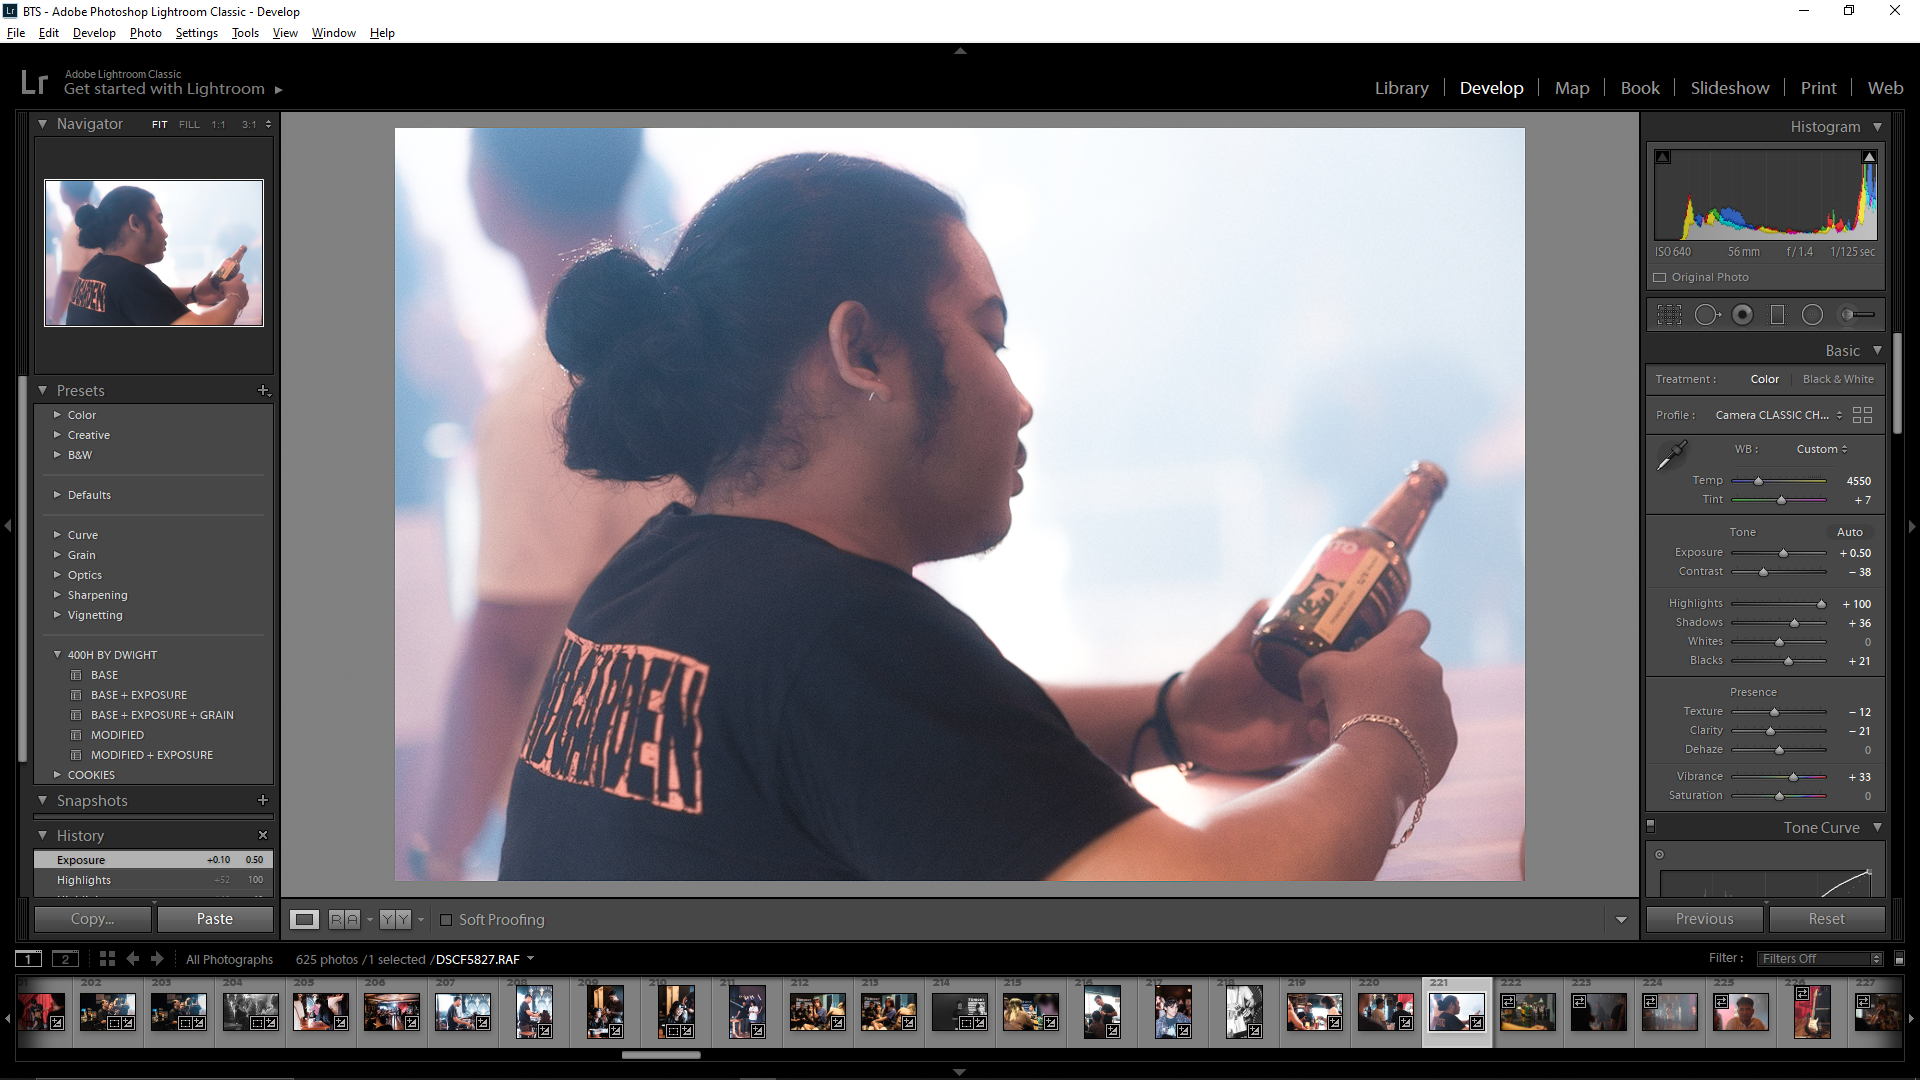 BTS - Adobe Photoshop Lightroom Classic - Develop
File Edit Develop Photo Settings Tools View Window Help
Lr
Adobe Lightroom Classic
Get started with Lightroom
Library Develop Map Book Slideshow Print Web
Navigator FIT FILL 1:1 3:1
Presets
Color
Creative
B&W
Defaults
Curve
Grain
Optics
Sharpening
Vignetting
400H BY DWIGHT
BASE
BASE + EXPOSURE
BASE + EXPOSURE + GRAIN
MODIFIED
MODIFIED + EXPOSURE
COOKIES
Snapshots
History
Exposure +0.10 0.50
Highlights +52 100
Copy... Paste
Soft Proofing
Histogram
ISO 640 56 mm f / 1.4 1/125 sec
Original Photo
Basic
Treatment : Color Black & White
Profile : Camera CLASSIC CH...
WB : Custom
Temp 4550
Tint + 7
Tone Auto
Exposure + 0.50
Contrast – 38
Highlights + 100
Shadows + 36
Whites 0
Blacks + 21
Presence
Texture – 12
Clarity – 21
Dehaze 0
Vibrance + 33
Saturation 0
Tone Curve
Previous Reset
1 2 All Photographs 625 photos / 1 selected / DSCF5827.RAF Filter : Filters Off
202 203 204 205 206 207 208 209 210 211 212 213 214 215 216 217 218 219 220 221 222 223 224 225 226 227